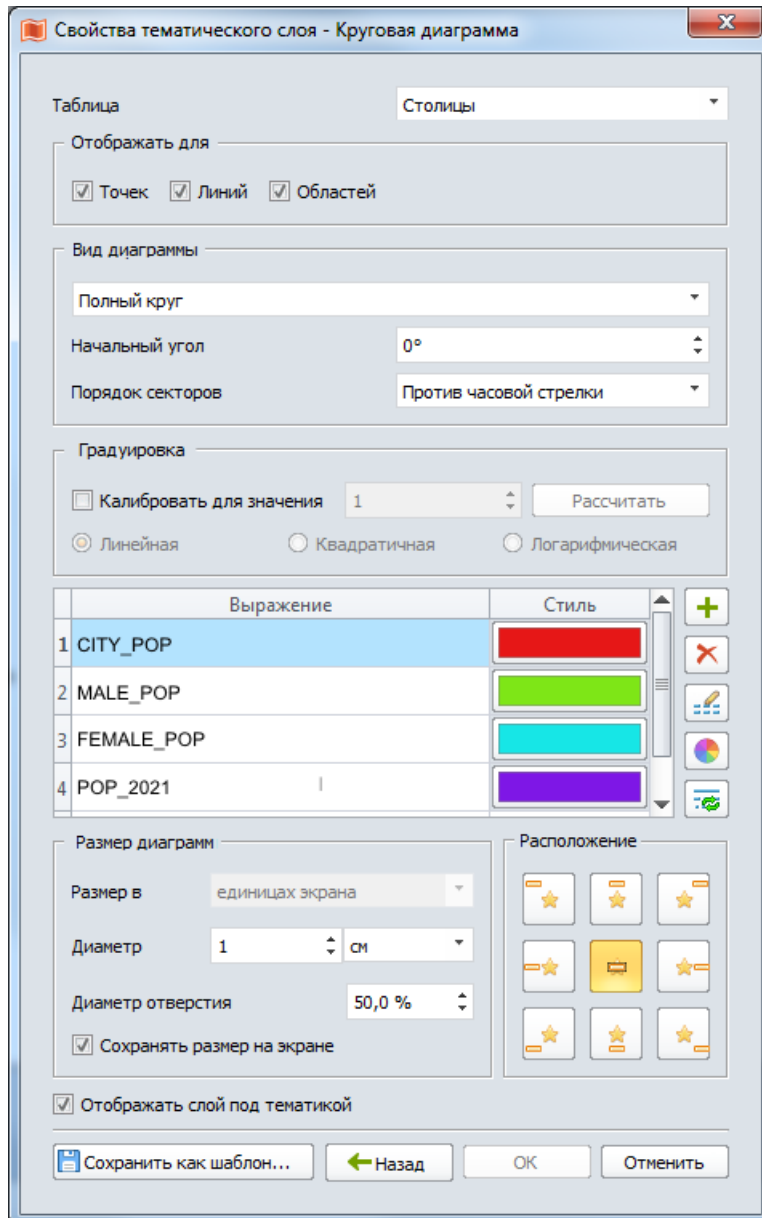 Свойства тематического слоя - Круговая диаграмма
Таблица Столицы
Отображать для
Точек Линий Областей
Вид диаграммы
Полный круг
Начальный угол 0°
Порядок секторов Против часовой стрелки
Градуировка
Калибровать для значения 1 Рассчитать
Линейная Квадратичная Логарифмическая
Выражение Стиль
1 CITY_POP
2 MALE_POP
3 FEMALE_POP
4 POP_2021
Размер диаграмм Расположение
Размер в единицах экрана
Диаметр 1 см
Диаметр отверстия 50,0 %
Сохранять размер на экране
Отображать слой под тематикой
Сохранить как шаблон... Назад ОК Отменить